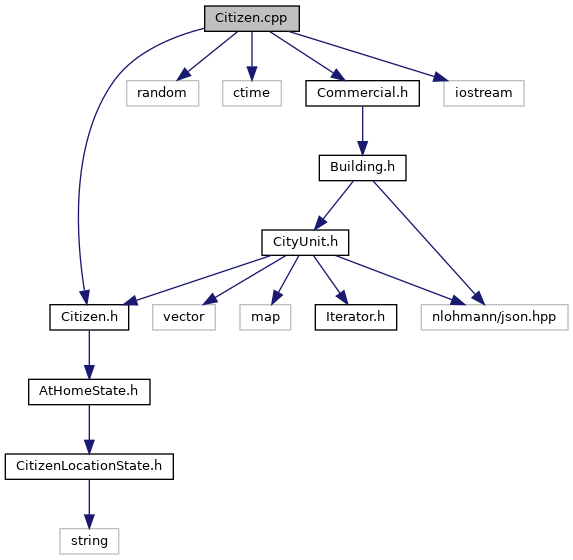 Citizen.cpp
random
ctime
Commercial.h
iostream
Building.h
CityUnit.h
Citizen.h
vector
map
Iterator.h
nlohmann/json.hpp
AtHomeState.h
CitizenLocationState.h
string